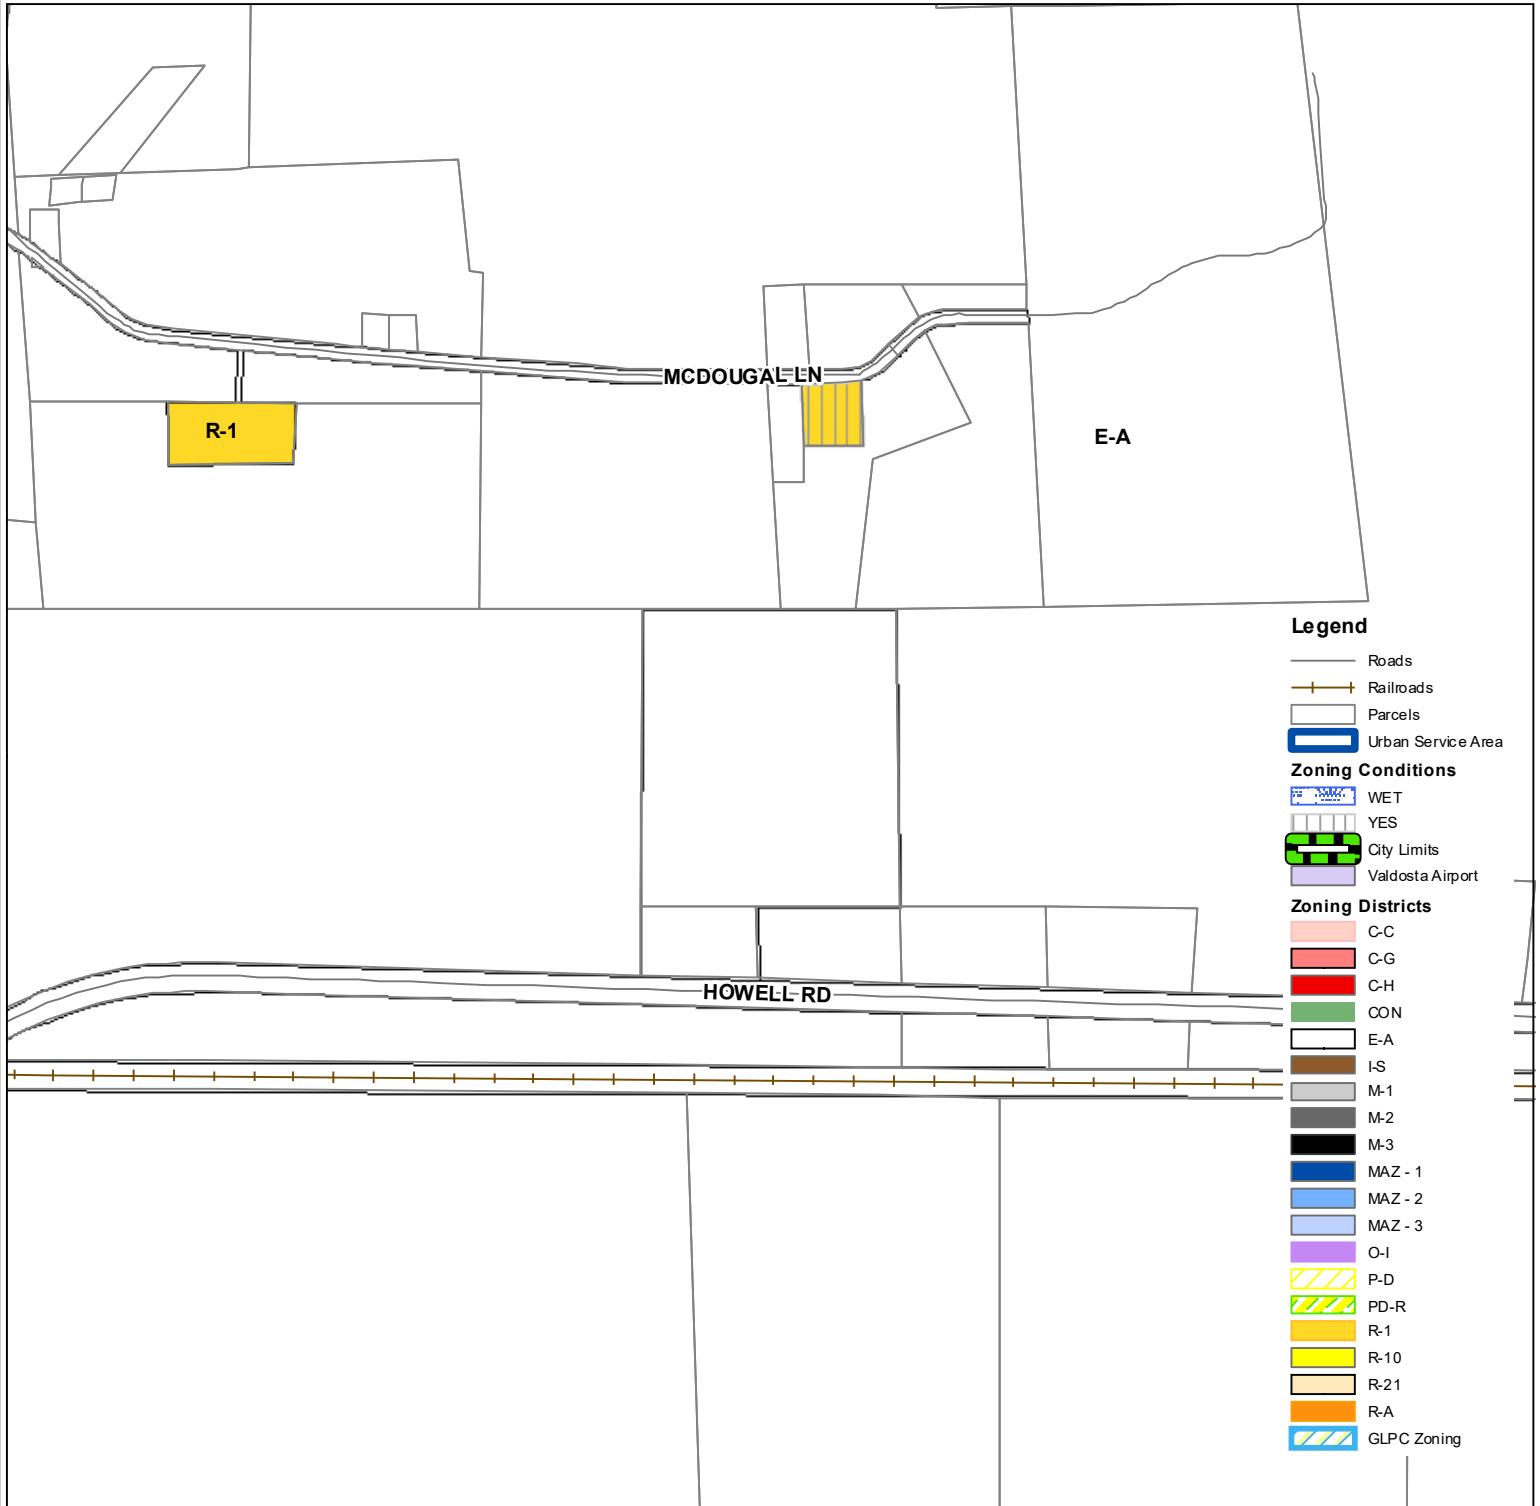 MCDOUGAL LN
R-1
E-A
HOWELL RD
Legend
Roads
Railroads
Parcels
Urban Service Area
Zoning Conditions
WET
YES
City Limits
Valdosta Airport
Zoning Districts
C-C
C-G
C-H
CON
E-A
I-S
M-1
M-2
M-3
MAZ - 1
MAZ - 2
MAZ - 3
O-I
P-D
PD-R
R-1
R-10
R-21
R-A
GLPC Zoning